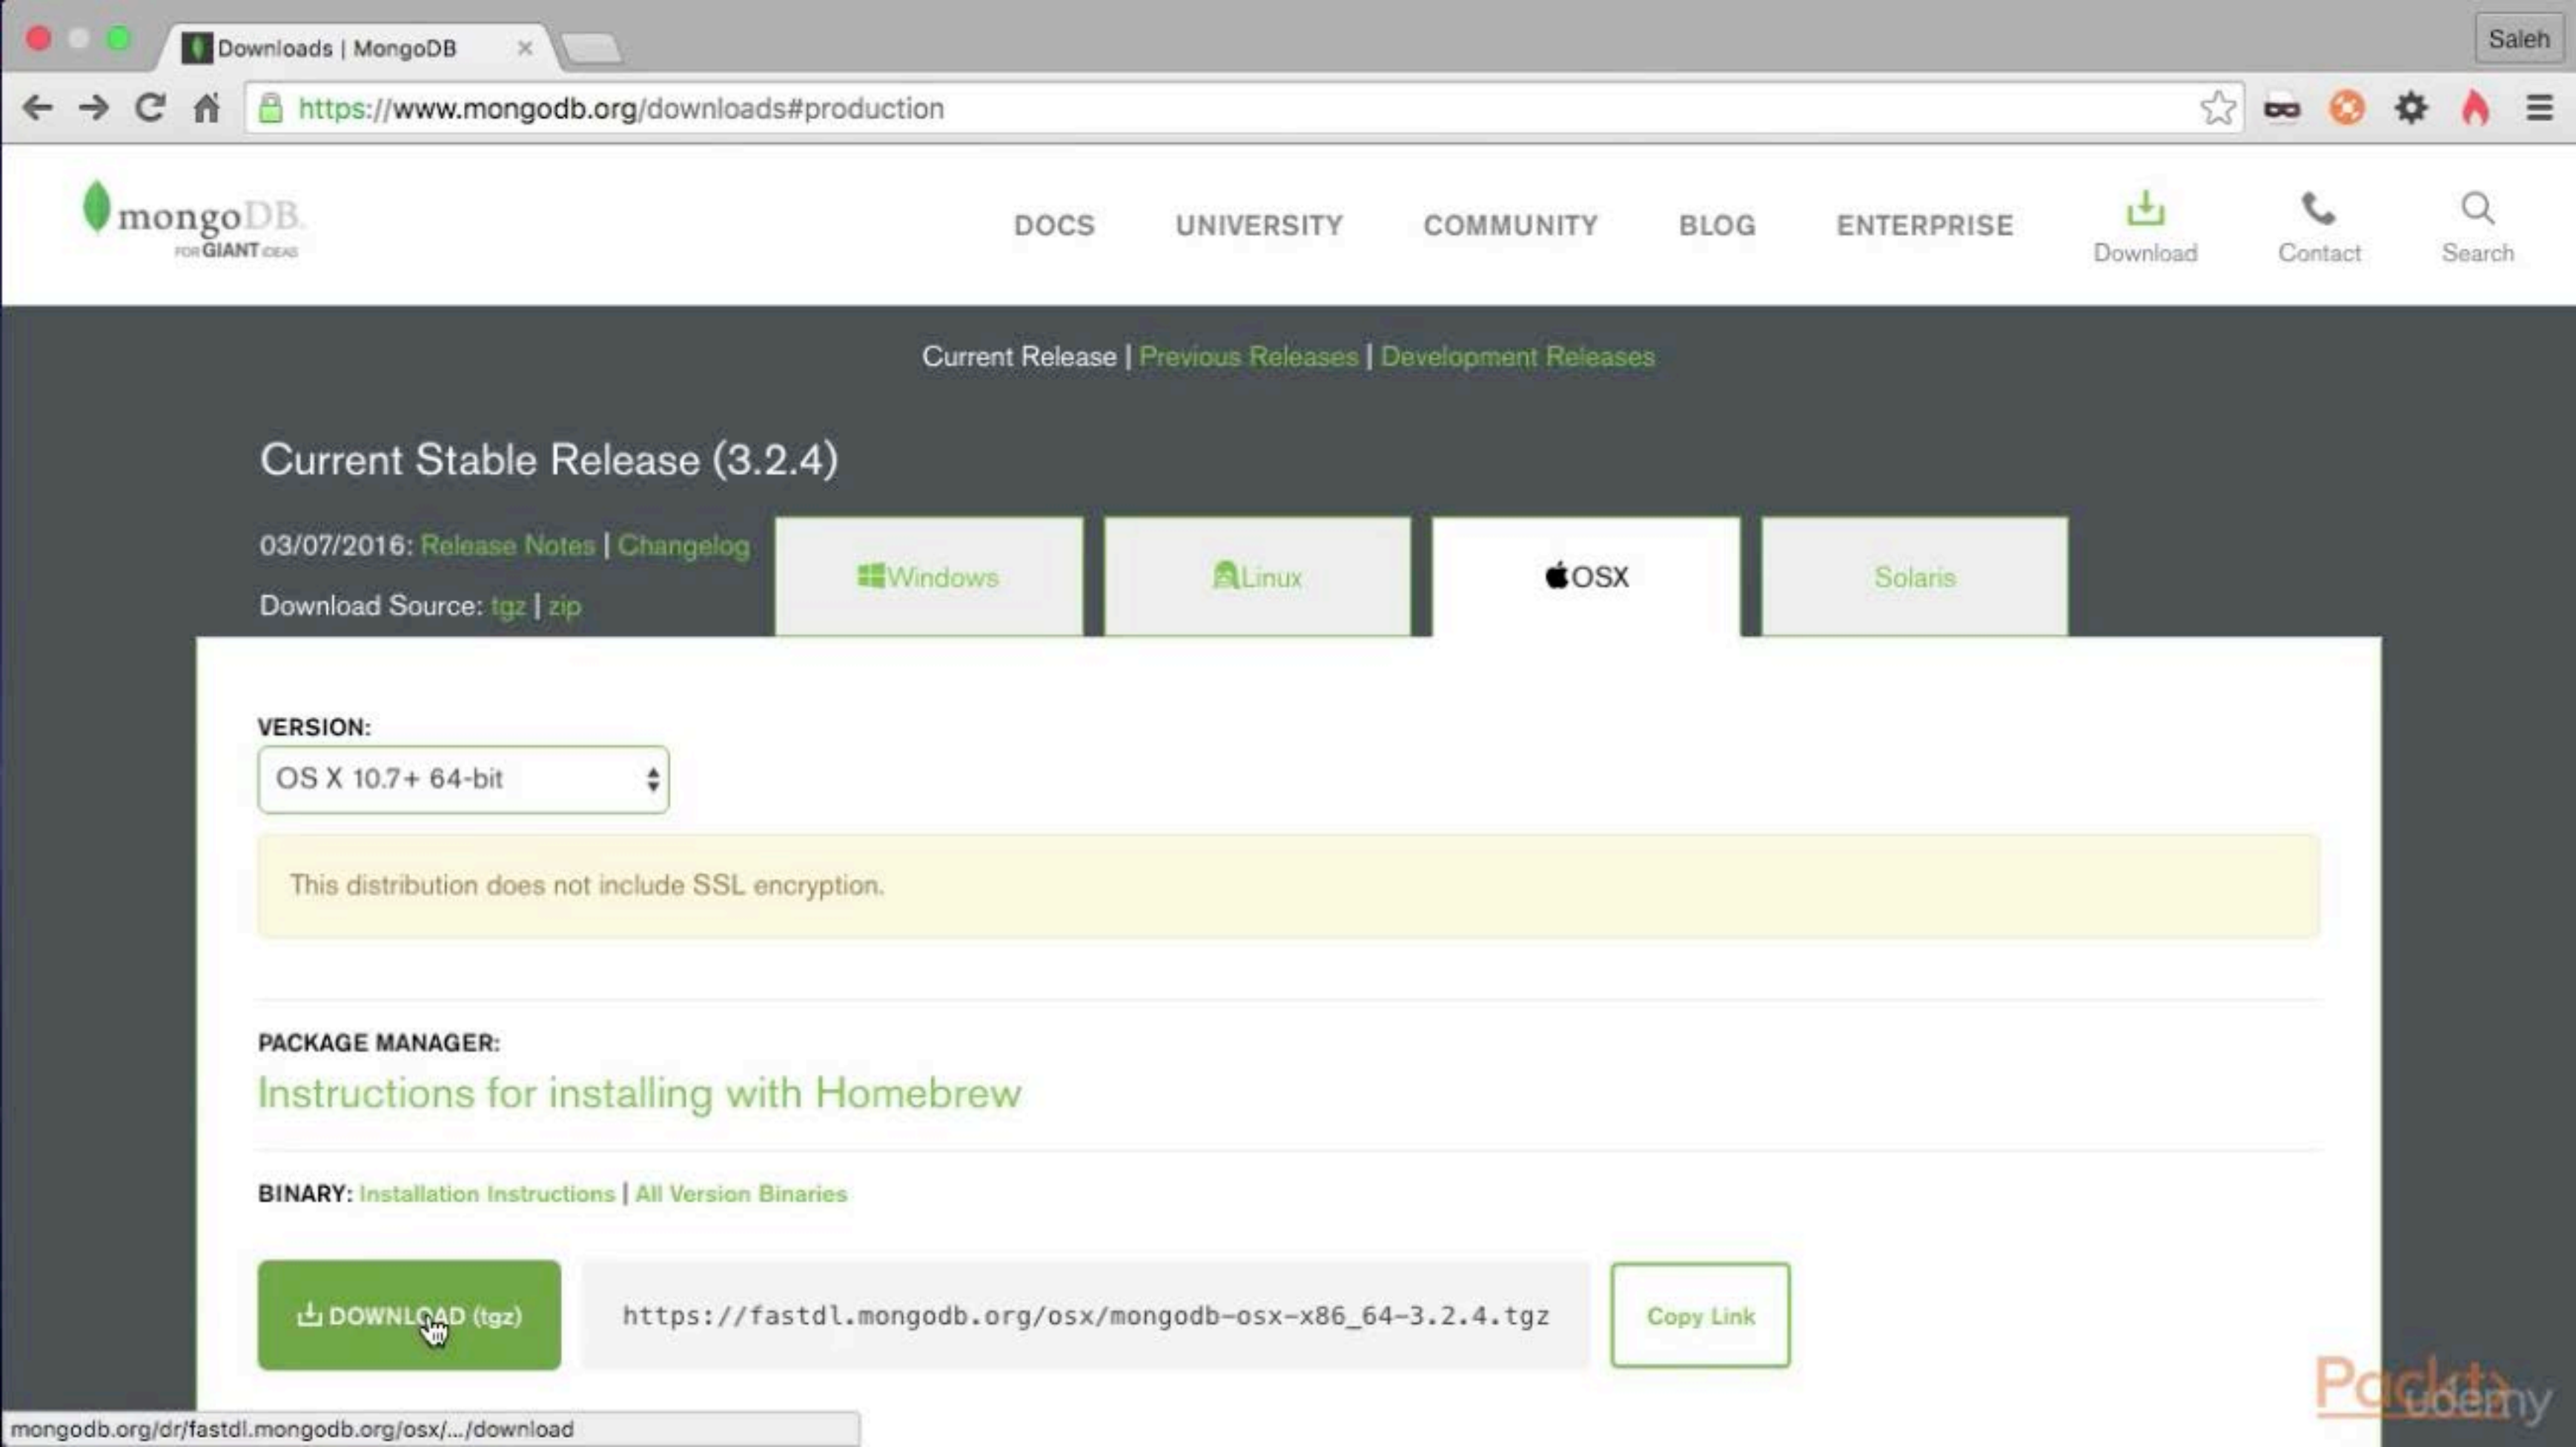 Downloads | MongoDB
Saleh
https://www.mongodb.org/downloads#production
mongoDB.
FOR GIANT IDEAS
DOCS UNIVERSITY COMMUNITY BLOG ENTERPRISE Download Contact Search
Current Release | Previous Releases | Development Releases
Current Stable Release (3.2.4)
03/07/2016: Release Notes | Changelog
Download Source: tgz | zip
Windows Linux OSX Solaris
VERSION:
OS X 10.7+ 64-bit
This distribution does not include SSL encryption.
PACKAGE MANAGER:
Instructions for installing with Homebrew
BINARY: Installation Instructions | All Version Binaries
DOWNLOAD (tgz) https://fastdl.mongodb.org/osx/mongodb-osx-x86_64-3.2.4.tgz Copy Link
Packt
udemy
mongodb.org/dr/fastdl.mongodb.org/osx/.../download